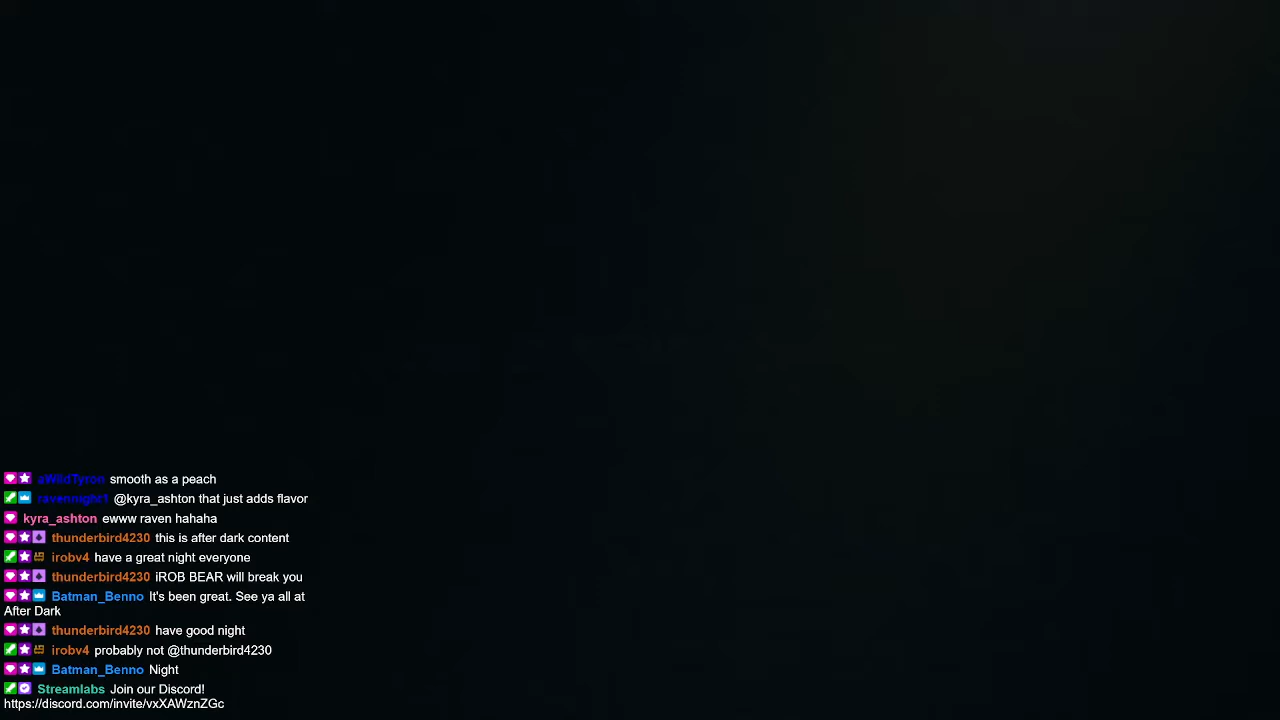 aWildTyron smooth as a peach
ravennight1 @kyra_ashton that just adds flavor
kyra_ashton ewww raven hahaha
thunderbird4230 this is after dark content
irobv4 have a great night everyone
thunderbird4230 iROB BEAR will break you
Batman_Benno It's been great. See ya all at
After Dark
thunderbird4230 have good night
irobv4 probably not @thunderbird4230
Batman_Benno Night
Streamlabs Join our Discord!
https://discord.com/invite/vxXAWznZGc